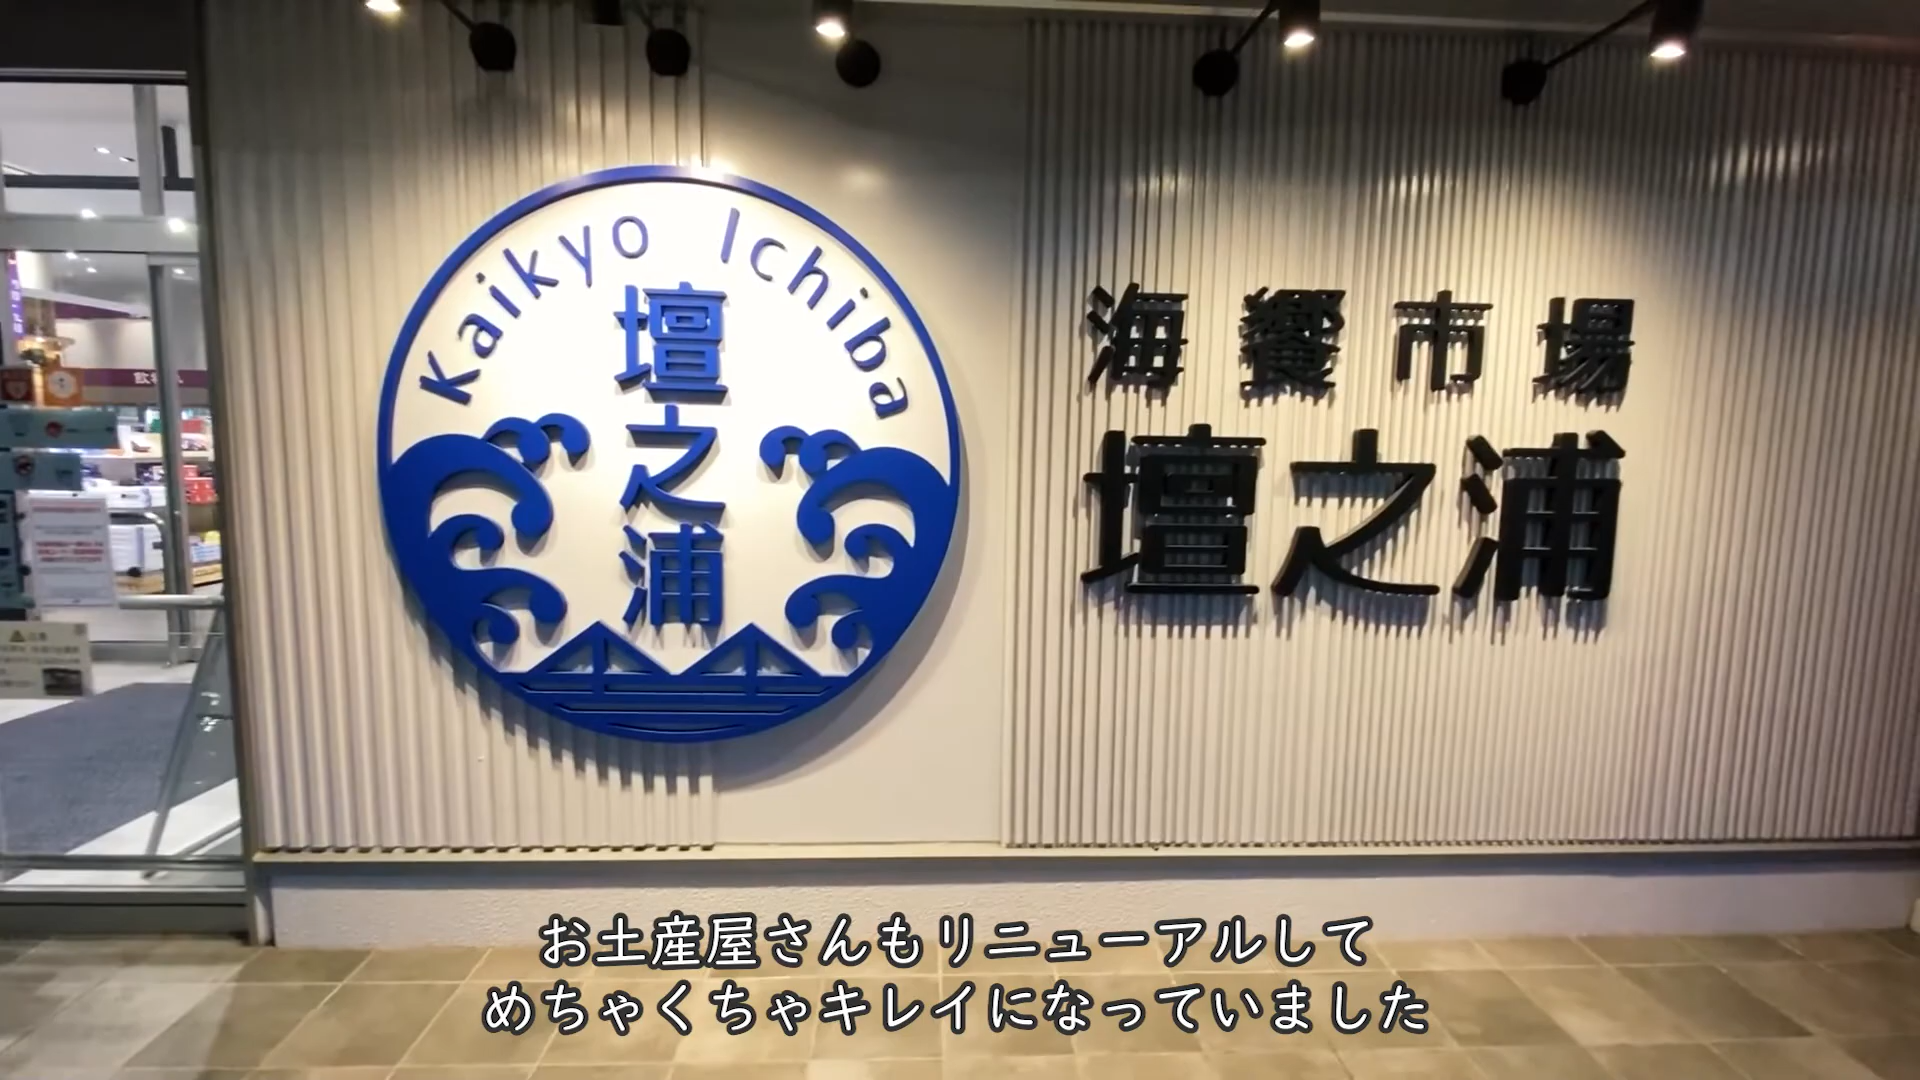 Kaikyo Ichiba
壇之浦
海饗市場
壇之浦
お土産屋さんもリニューアルして
めちゃくちゃキレイになっていました